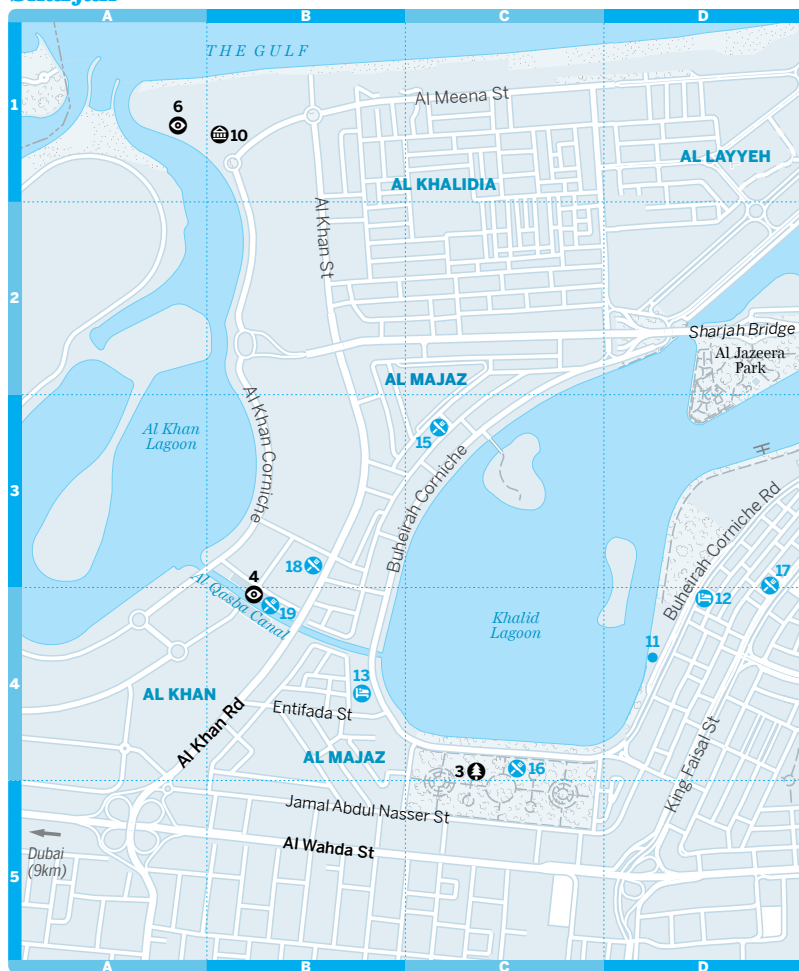 A
B
C
D
THE GULF
1
6
10
Al Meena St
AL LAYYEH
AL KHALIDIA
Al Khan St
2
Sharjah Bridge
Al Jazeera
Park
AL MAJAZ
Al Khan
Lagoon
Al Khan Corniche
15
Buheirah Corniche
3
Buheirah Corniche Rd
18
4
19
Al Qasba Canal
17
12
Khalid
Lagoon
11
4
13
AL KHAN
Al Khan Rd
Entifada St
AL MAJAZ
3
16
King Faisal St
Jamal Abdul Nasser St
Al Wahda St
Dubai
(9km)
5
A
B
C
D